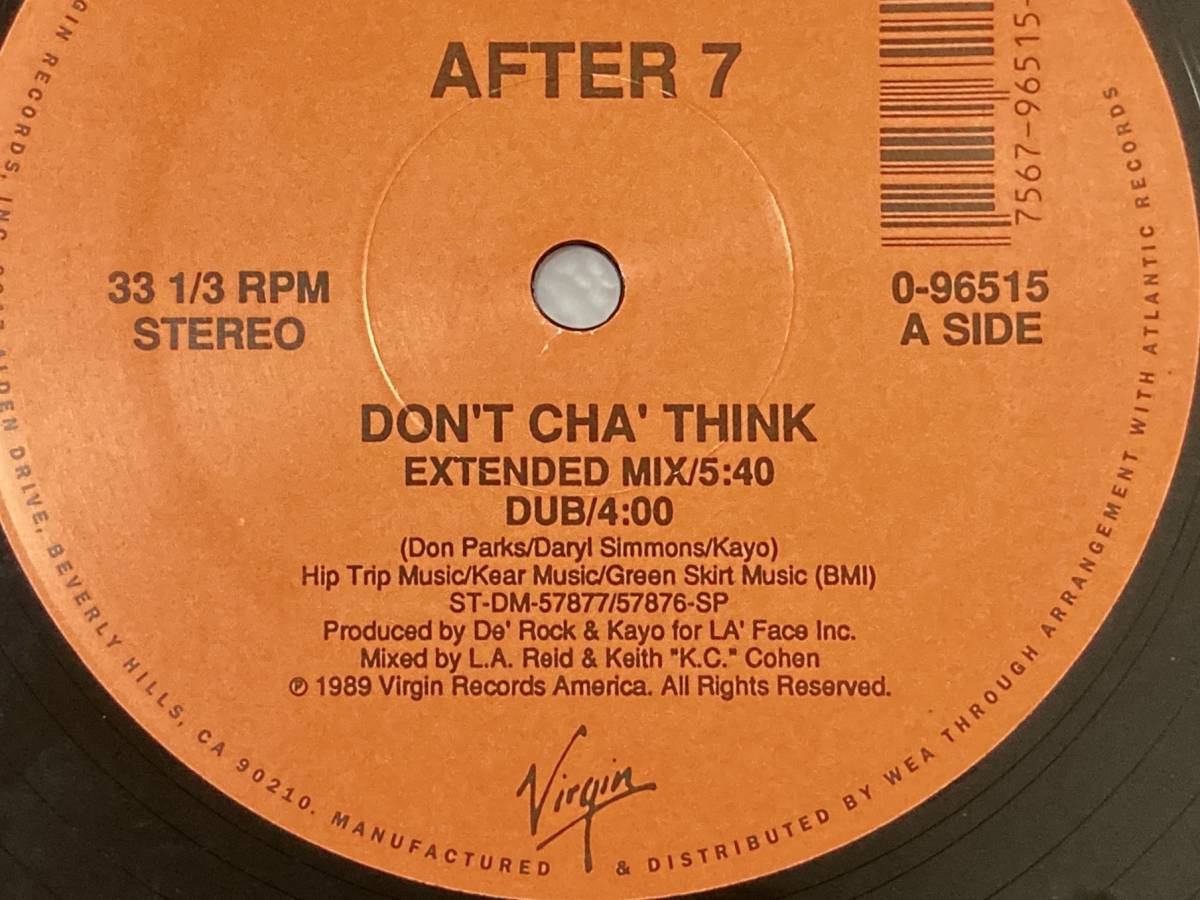 AFTER 7
7567-96515-
33 1/3 RPM
STEREO
0-96515
A SIDE
DON'T CHA' THINK
EXTENDED MIX/5:40
DUB/4:00
(Don Parks/Daryl Simmons/Kayo)
Hip Trip Music/Kear Music/Green Skirt Music (BMI)
ST-DM-57877/57876-SP
Produced by De' Rock & Kayo for LA' Face Inc.
Mixed by L.A. Reid & Keith "K.C." Cohen
℗ 1989 Virgin Records America. All Rights Reserved.
Virgin
RECORDS, INC. DRIVE, BEVERLY HILLS, CA 90210. MANUFACTURED & DISTRIBUTED BY WEA THROUGH ARRANGEMENT WITH ATLANTIC RECORDS